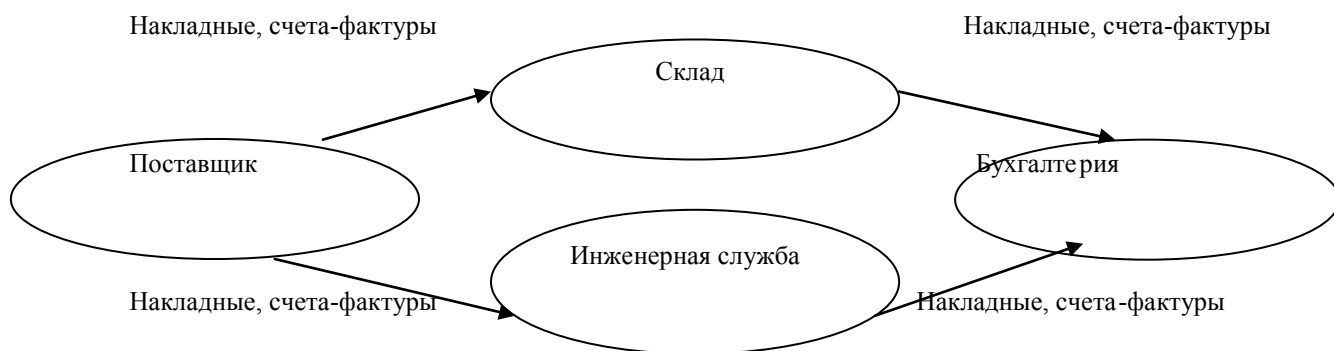 Накладные, счета-фактуры
Накладные, счета-фактуры
Склад
Поставщик
Бухгалтерия
Инженерная служба
Накладные, счета-фактуры
Накладные, счета-фактуры